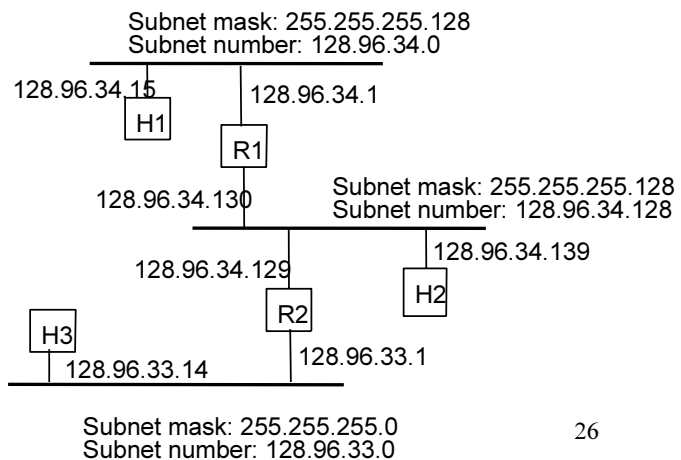 Subnet mask: 255.255.255.128
Subnet number: 128.96.34.0
128.96.34.15
128.96.34.1
H1
R1
128.96.34.130
Subnet mask: 255.255.255.128
Subnet number: 128.96.34.128
128.96.34.139
128.96.34.129
H2
R2
H3
128.96.33.1
128.96.33.14
Subnet mask: 255.255.255.0
Subnet number: 128.96.33.0
26